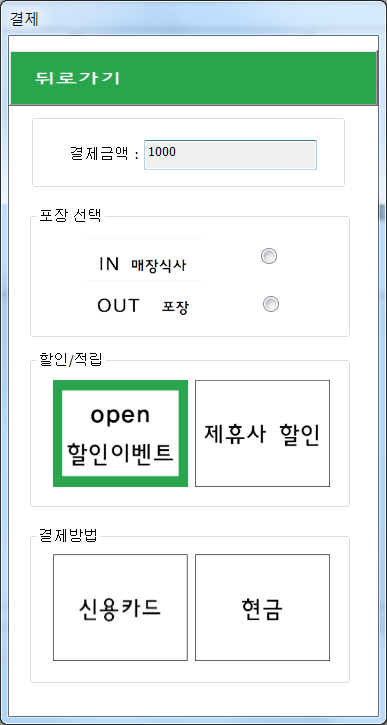 결제
뒤로가기
결제금액 : 1000
포장 선택
IN 매장식사
OUT 포장
할인/적립
open
할인이벤트
제휴사 할인
결제방법
신용카드
현금